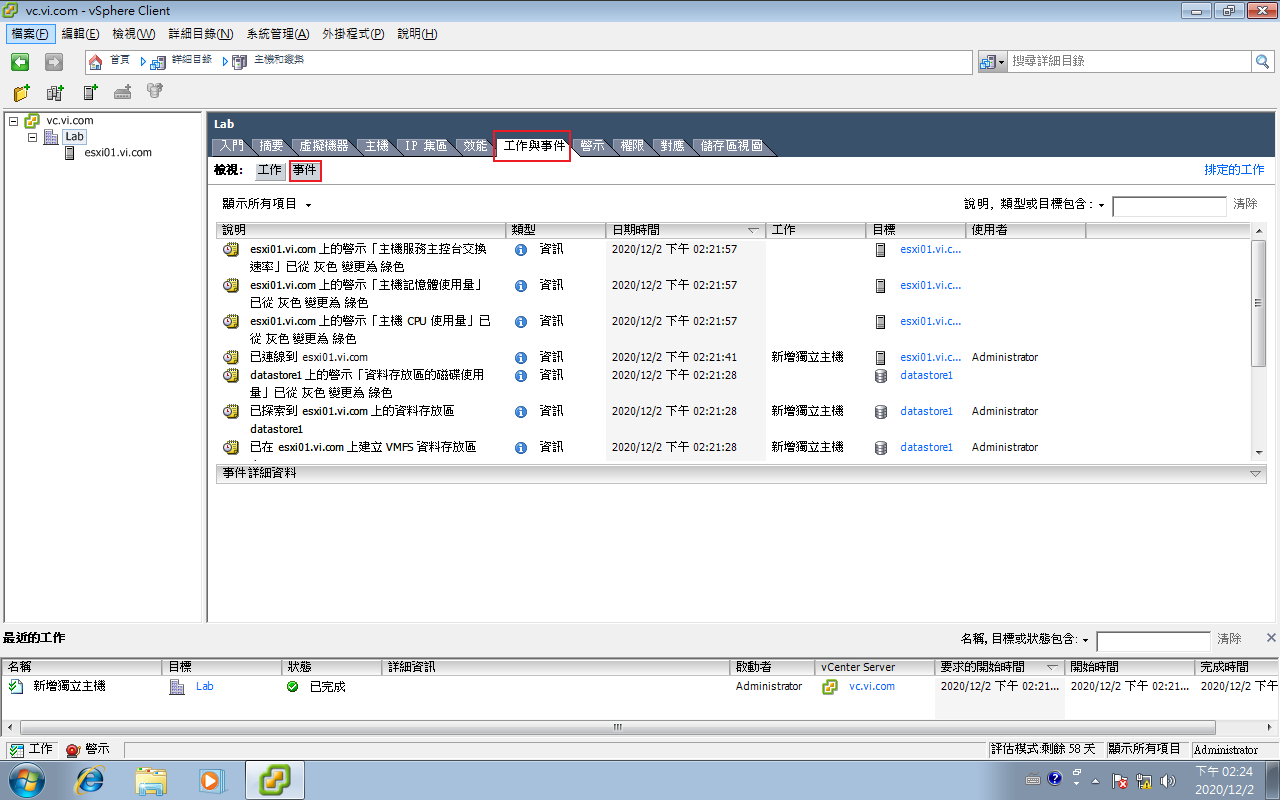 vc.vi.com - vSphere Client
檔案(F) 編輯(E) 檢視(W) 詳細目錄(N) 系統管理(A) 外掛程式(P) 說明(H)
首頁 詳細目錄 主機和叢集 搜尋詳細目錄
vc.vi.com
Lab
esxi01.vi.com
Lab
入門 摘要 虛擬機器 主機 IP 集區 效能 工作與事件 警示 權限 對應 儲存區視圖
檢視: 工作 事件 排定的工作
顯示所有項目 說明, 類型或目標包含: 清除
說明 類型 日期時間 工作 目標 使用者
esxi01.vi.com 上的警示「主機服務主控台交換 資訊 2020/12/2 下午 02:21:57 esxi01.vi.c...
速率」已從 灰色 變更為 綠色
esxi01.vi.com 上的警示「主機記憶體使用量」 資訊 2020/12/2 下午 02:21:57 esxi01.vi.c...
已從 灰色 變更為 綠色
esxi01.vi.com 上的警示「主機 CPU 使用量」已 資訊 2020/12/2 下午 02:21:57 esxi01.vi.c...
從 灰色 變更為 綠色
已連線到 esxi01.vi.com 資訊 2020/12/2 下午 02:21:41 新增獨立主機 esxi01.vi.c... Administrator
datastore1 上的警示「資料存放區的磁碟使用 資訊 2020/12/2 下午 02:21:28 datastore1
量」已從 灰色 變更為 綠色
已探索到 esxi01.vi.com 上的資料存放區 資訊 2020/12/2 下午 02:21:28 新增獨立主機 datastore1 Administrator
datastore1
已在 esxi01.vi.com 上建立 VMFS 資料存放區 資訊 2020/12/2 下午 02:21:28 新增獨立主機 datastore1 Administrator
事件詳細資料
最近的工作 名稱, 目標或狀態包含: 清除
名稱 目標 狀態 詳細資訊 啟動者 vCenter Server 要求的開始時間 開始時間 完成時間
新增獨立主機 Lab 已完成 Administrator vc.vi.com 2020/12/2 下午 02:21... 2020/12/2 下午 02:21... 2020/12/2 下午
工作 警示 評估模式:剩餘 58 天 顯示所有項目 Administrator
下午 02:24
2020/12/2